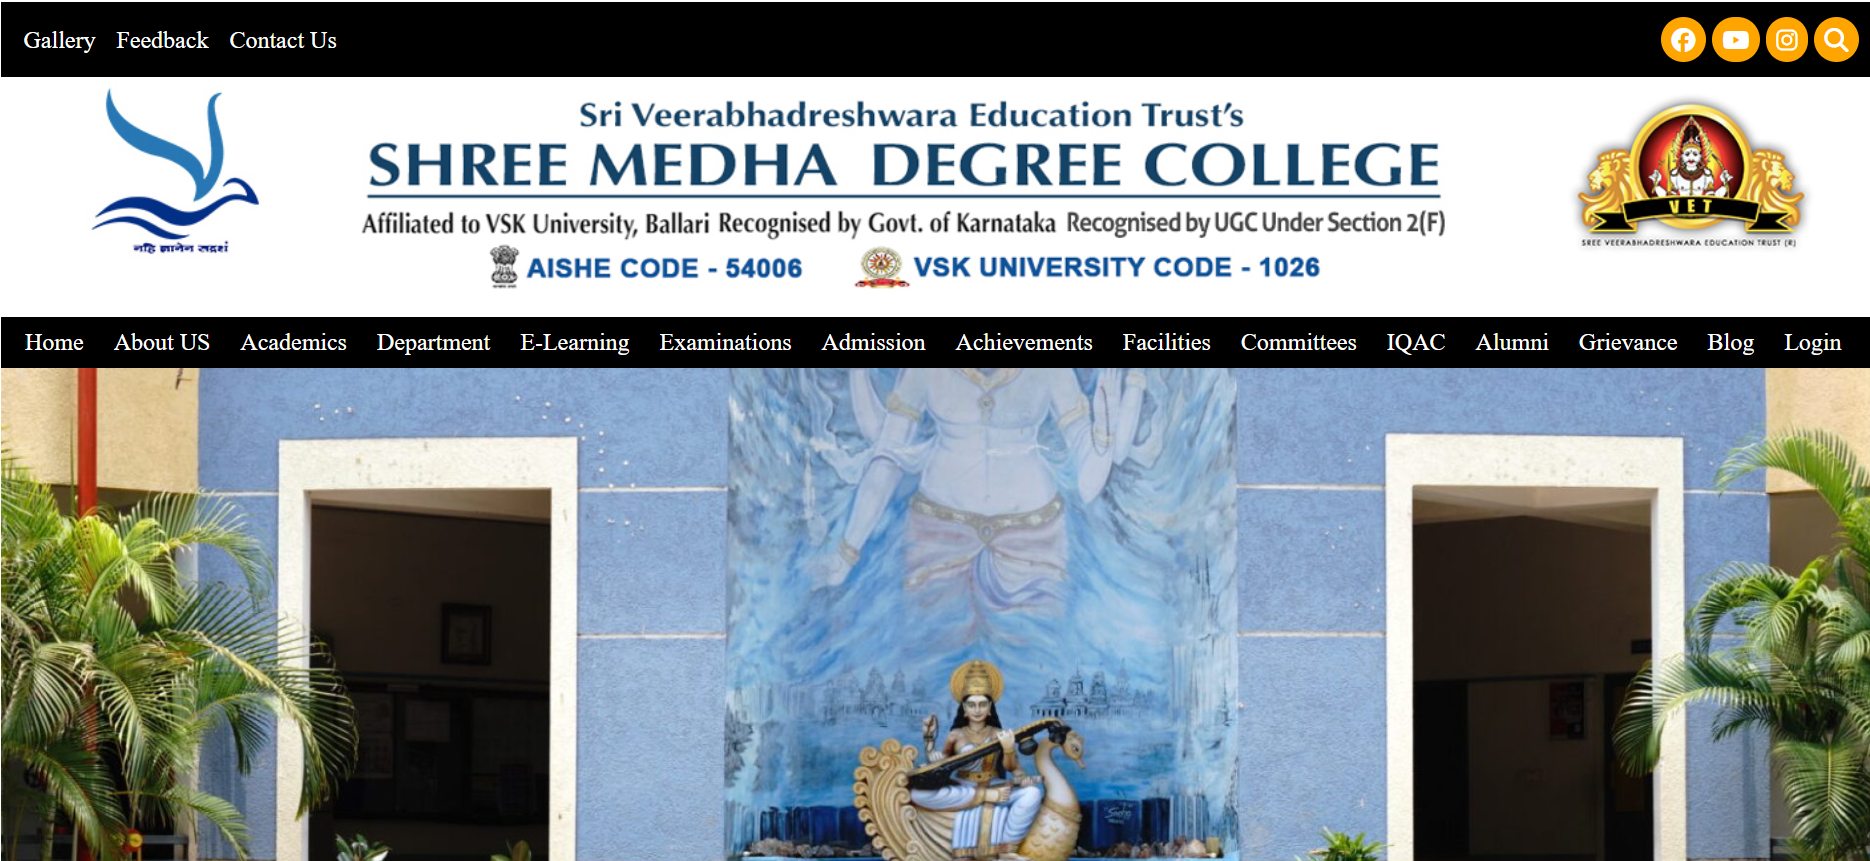 Gallery Feedback Contact Us
Sri Veerabhadreshwara Education Trust's
SHREE MEDHA DEGREE COLLEGE
Affiliated to VSK University, Ballari Recognised by Govt. of Karnataka Recognised by UGC Under Section 2(F)
AISHE CODE - 54006 VSK UNIVERSITY CODE - 1026
नहि ज्ञानेन सदृशं
VET
SREE VEERABHADRESHWARA EDUCATION TRUST (R)
Home About US Academics Department E-Learning Examinations Admission Achievements Facilities Committees IQAC Alumni Grievance Blog Login